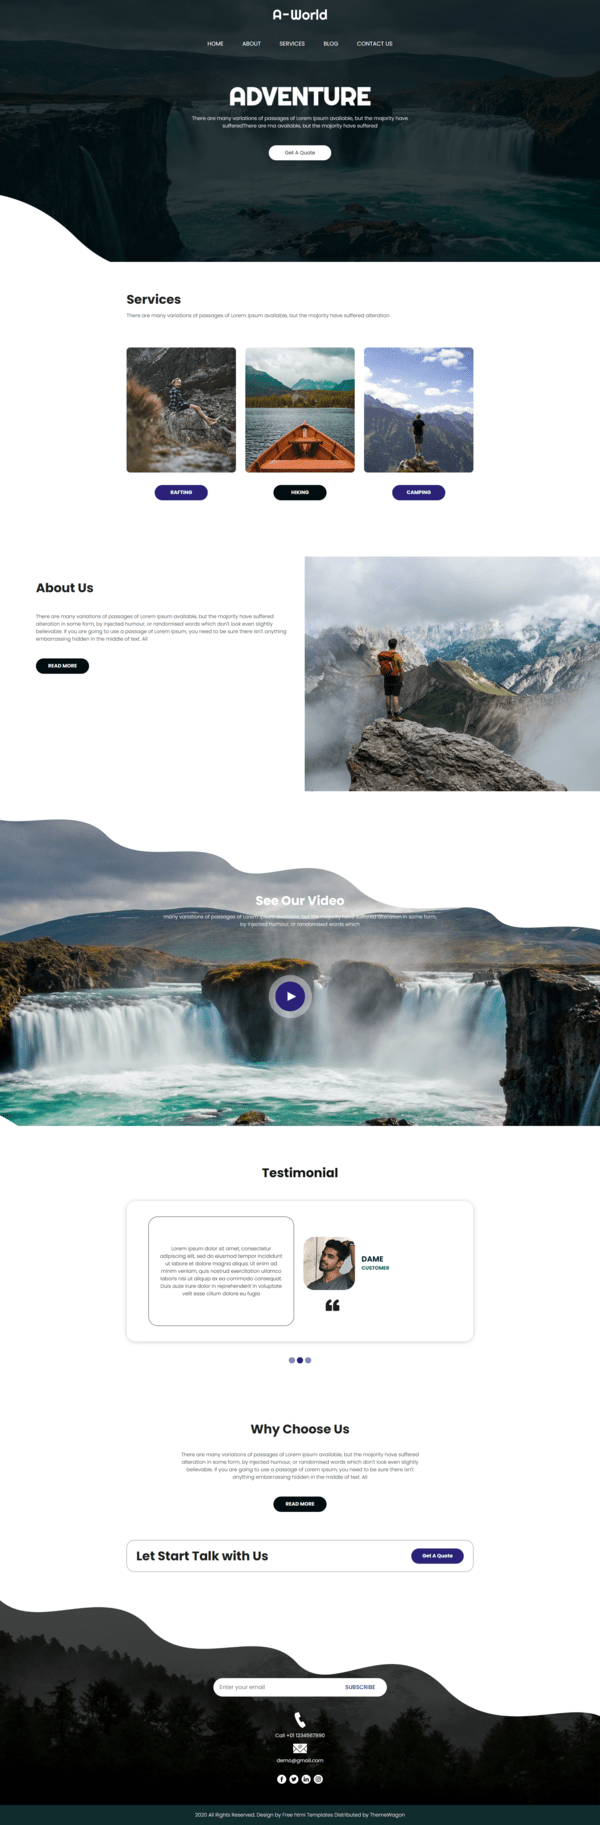 A-World
HOME ABOUT SERVICES BLOG CONTACT US
ADVENTURE
There are many variations of passages of Lorem Ipsum available, but the majority have
sufferedThere are ma available, but the majority have suffered
Get A Quote
Services
There are many variations of passages of Lorem Ipsum available, but the majority have suffered alteration
RAFTING HIKING CAMPING
About Us
There are many variations of passages of Lorem Ipsum available, but the majority have suffered
alteration in some form, by injected humour, or randomised words which don't look even slightly
believable. If you are going to use a passage of Lorem Ipsum, you need to be sure there isn't anything
embarrassing hidden in the middle of text. All
READ MORE
See Our Video
many variations of passages of Lorem Ipsum available, but the majority have suffered alteration in some form,
by injected humour, or randomised words which
Testimonial
Lorem ipsum dolor sit amet, consectetur
adipiscing elit, sed do eiusmod tempor incididunt
ut labore et dolore magna aliqua. Ut enim ad
minim veniam, quis nostrud exercitation ullamco
laboris nisi ut aliquip ex ea commodo consequat.
Duis aute irure dolor in reprehenderit in voluptate
velit esse cillum dolore eu fugia
DAME
CUSTOMER
Why Choose Us
There are many variations of passages of Lorem Ipsum available, but the majority have suffered
alteration in some form, by injected humour, or randomised words which don't look even slightly
believable. If you are going to use a passage of Lorem Ipsum, you need to be sure there isn't
anything embarrassing hidden in the middle of text. All
READ MORE
Let Start Talk with Us
Get A Quote
Enter your email SUBSCRIBE
Call +01 1234567890
demo@gmail.com
2020 All Rights Reserved. Design by Free html Templates Distributed by ThemeWagon